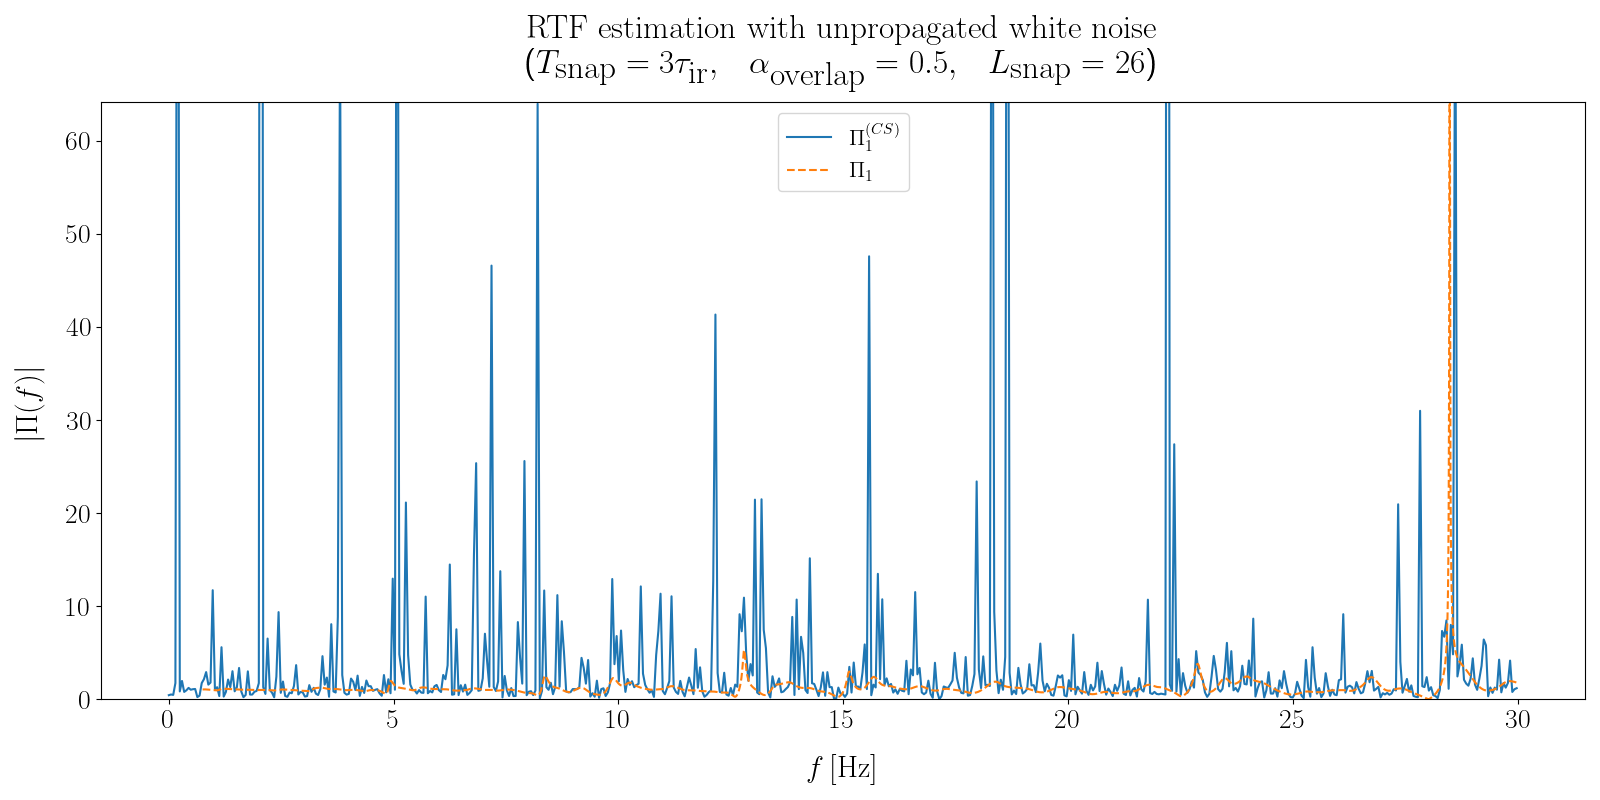 RTF estimation with unpropagated white noise
(T_snap = 3τ_ir, α_overlap = 0.5, L_snap = 26)
Π_1^(CS)
Π_1
|Π(f)|
60
50
40
30
20
10
0
0 5 10 15 20 25 30
f [Hz]